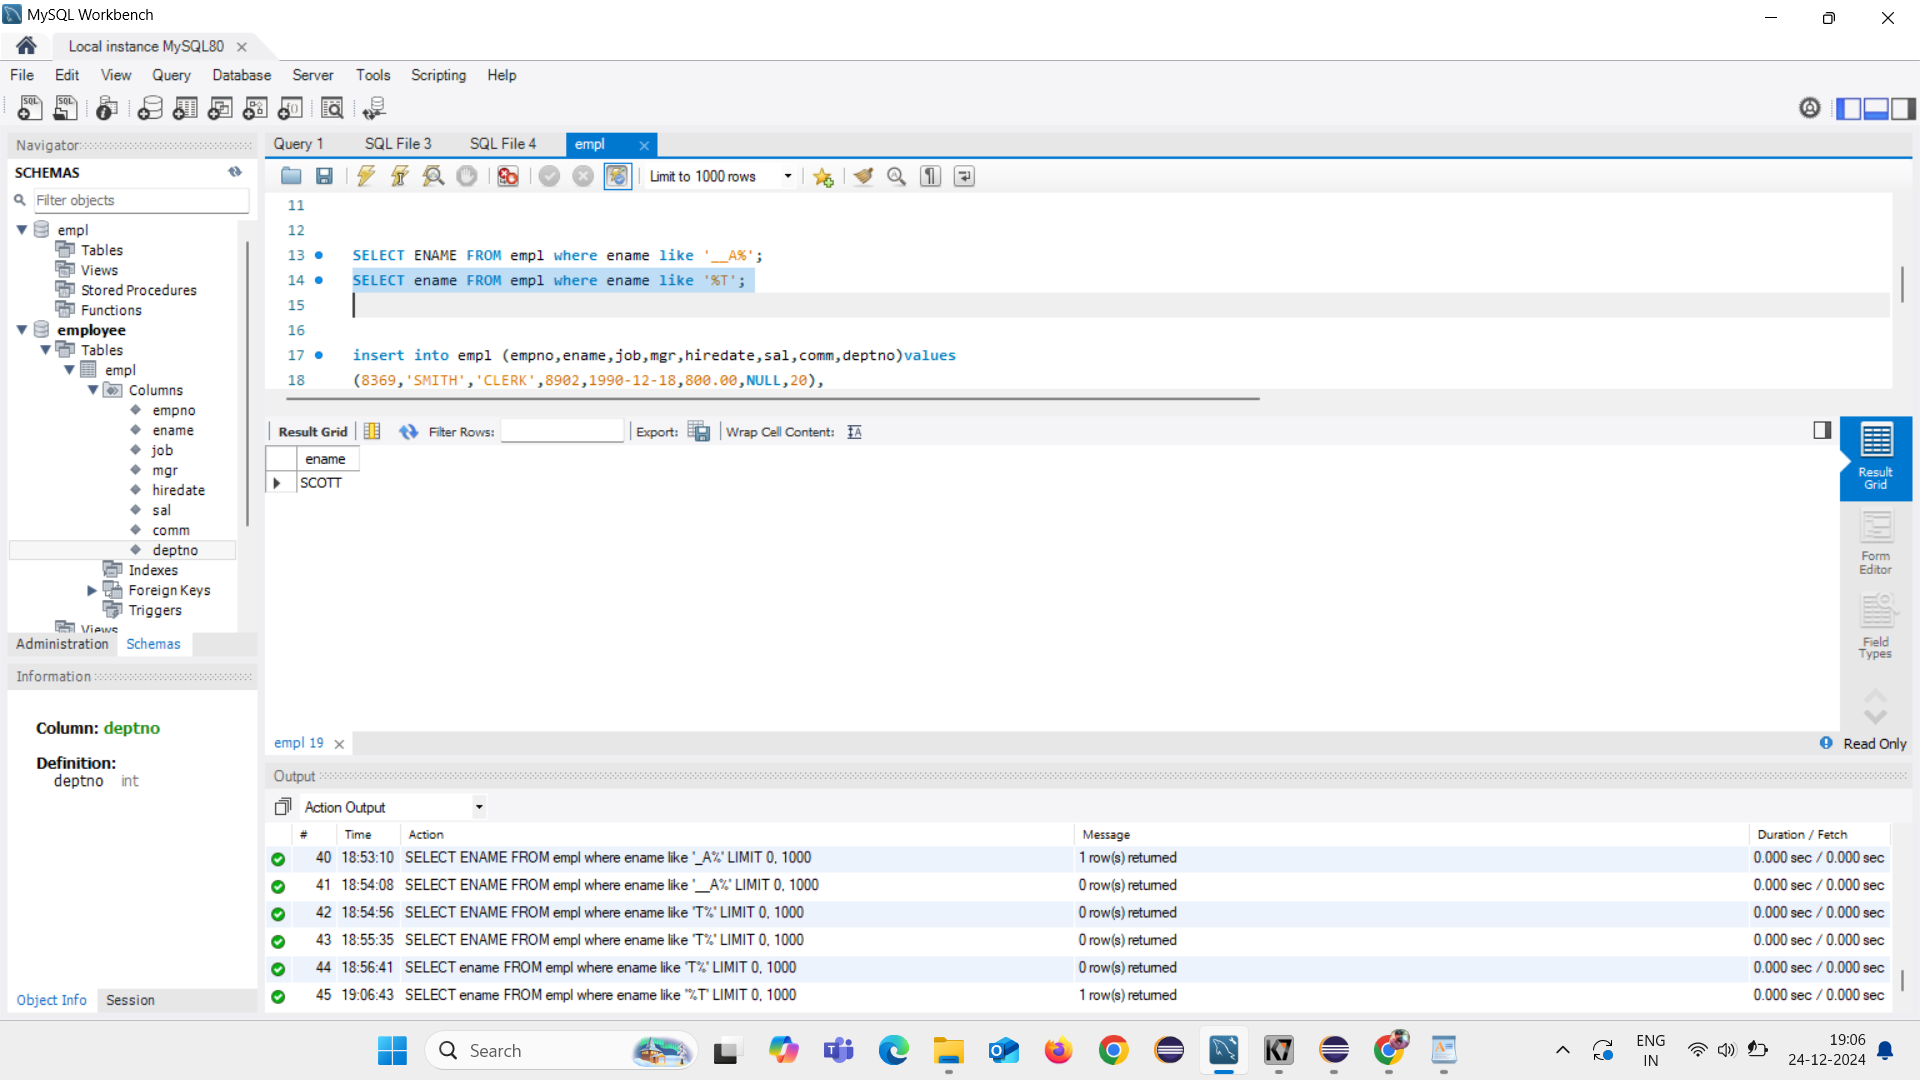 MySQL Workbench
Local instance MySQL80
File Edit View Query Database Server Tools Scripting Help
Navigator
SCHEMAS
Filter objects
empl
Tables
Views
Stored Procedures
Functions
employee
Tables
empl
Columns
empno
ename
job
mgr
hiredate
sal
comm
deptno
Indexes
Foreign Keys
Triggers
Views
Administration Schemas
Information
Column: deptno
Definition:
deptno int
Object Info Session
Query 1 SQL File 3 SQL File 4 empl
Limit to 1000 rows
11
12
13 SELECT ENAME FROM empl where ename like '__A%';
14 SELECT ename FROM empl where ename like '%T';
15
16
17 insert into empl (empno,ename,job,mgr,hiredate,sal,comm,deptno)values
18 (8369,'SMITH','CLERK',8902,1990-12-18,800.00,NULL,20),
Result Grid Filter Rows: Export: Wrap Cell Content:
ename
SCOTT
Result Grid
Form Editor
Field Types
empl 19
Read Only
Output
Action Output
# Time Action Message Duration / Fetch
40 18:53:10 SELECT ENAME FROM empl where ename like '_A%' LIMIT 0, 1000 1 row(s) returned 0.000 sec / 0.000 sec
41 18:54:08 SELECT ENAME FROM empl where ename like '__A%' LIMIT 0, 1000 0 row(s) returned 0.000 sec / 0.000 sec
42 18:54:56 SELECT ENAME FROM empl where ename like 'T%' LIMIT 0, 1000 0 row(s) returned 0.000 sec / 0.000 sec
43 18:55:35 SELECT ENAME FROM empl where ename like 'T%' LIMIT 0, 1000 0 row(s) returned 0.000 sec / 0.000 sec
44 18:56:41 SELECT ename FROM empl where ename like 'T%' LIMIT 0, 1000 0 row(s) returned 0.000 sec / 0.000 sec
45 19:06:43 SELECT ename FROM empl where ename like '%T' LIMIT 0, 1000 1 row(s) returned 0.000 sec / 0.000 sec
Search
ENG
IN
19:06
24-12-2024